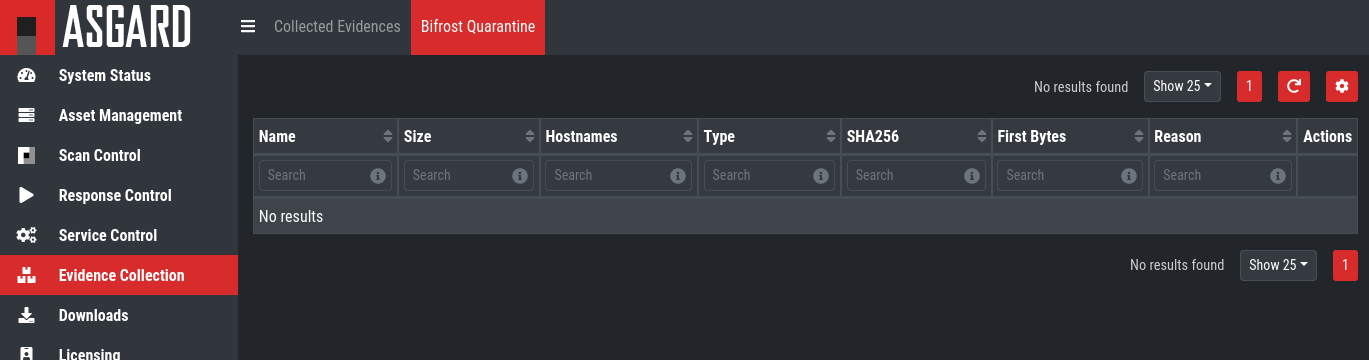 ASGARD
Collected Evidences Bifrost Quarantine
System Status
Asset Management
Scan Control
Response Control
Service Control
Evidence Collection
Downloads
Licensing
No results found Show 25 1
Name Size Hostnames Type SHA256 First Bytes Reason Actions
Search Search Search Search Search Search Search
No results
No results found Show 25 1